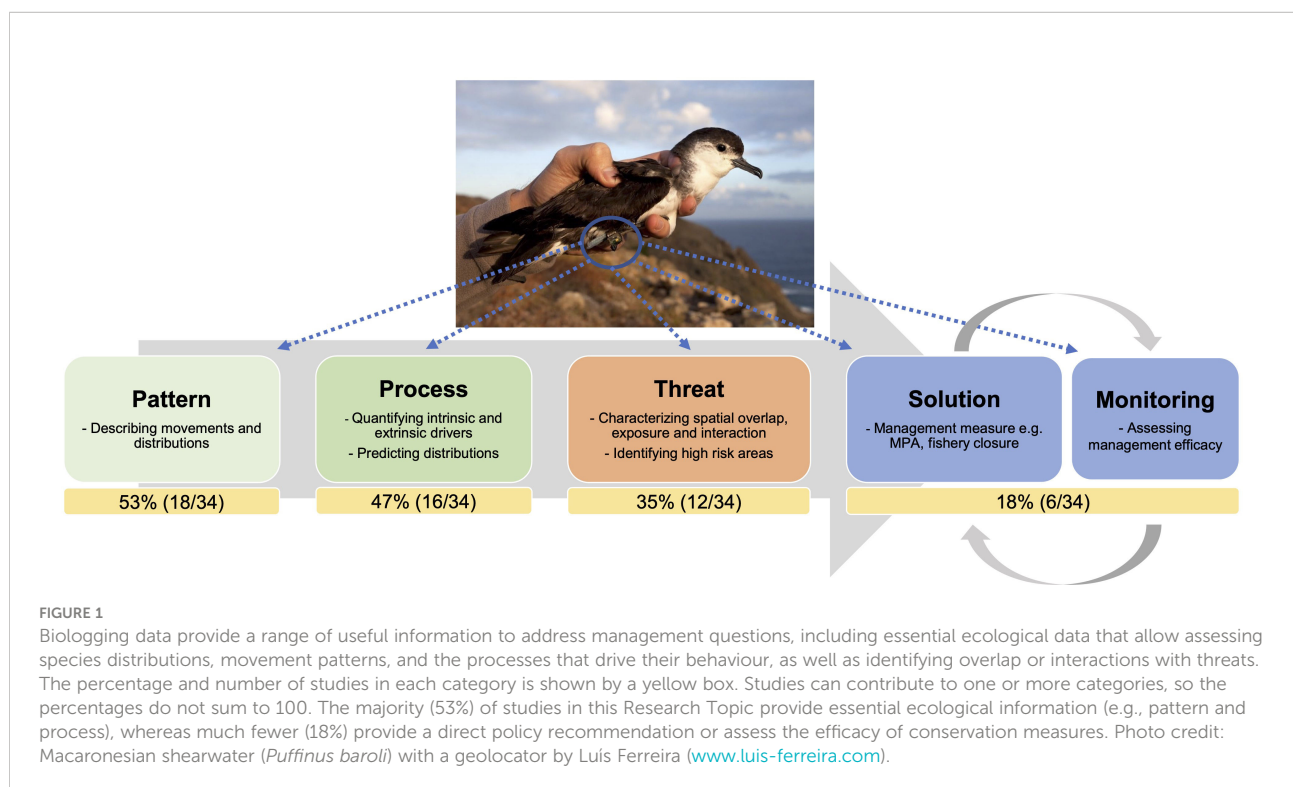 Pattern
- Describing movements and
distributions
53% (18/34)
Process
- Quantifying intrinsic and
extrinsic drivers
- Predicting distributions
47% (16/34)
Threat
- Characterizing spatial overlap,
exposure and interaction
- Identifying high risk areas
35% (12/34)
Solution
- Management measure e.g.
MPA, fishery closure
Monitoring
- Assessing
management efficacy
18% (6/34)
FIGURE 1
Biologging data provide a range of useful information to address management questions, including essential ecological data that allow assessing
species distributions, movement patterns, and the processes that drive their behaviour, as well as identifying overlap or interactions with threats.
The percentage and number of studies in each category is shown by a yellow box. Studies can contribute to one or more categories, so the
percentages do not sum to 100. The majority (53%) of studies in this Research Topic provide essential ecological information (e.g., pattern and
process), whereas much fewer (18%) provide a direct policy recommendation or assess the efficacy of conservation measures. Photo credit:
Macaronesian shearwater (Puffinus baroli) with a geolocator by Luís Ferreira (www.luis-ferreira.com).